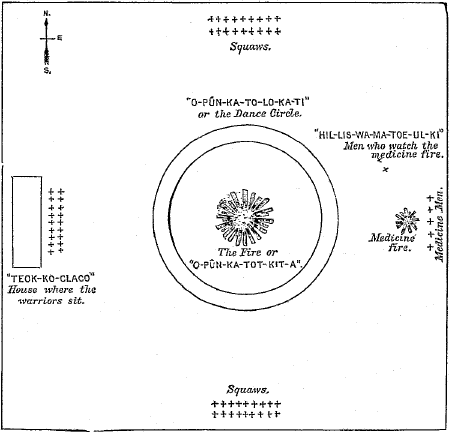 N.
E
S.
Squaws.
"O-PŬN-KA-TO-LO-KA-TI"
or the Dance Circle.
"HIL-LIS-WA-MA-TOE-UL-KI"
Men who watch the
medicine fire.
Medicine Men.
Medicine
fire.
The Fire or
"O-PŬN-KA-TOT-KIT-A".
"TEOK-KO-CLACO"
House where the
warriors sit.
Squaws.